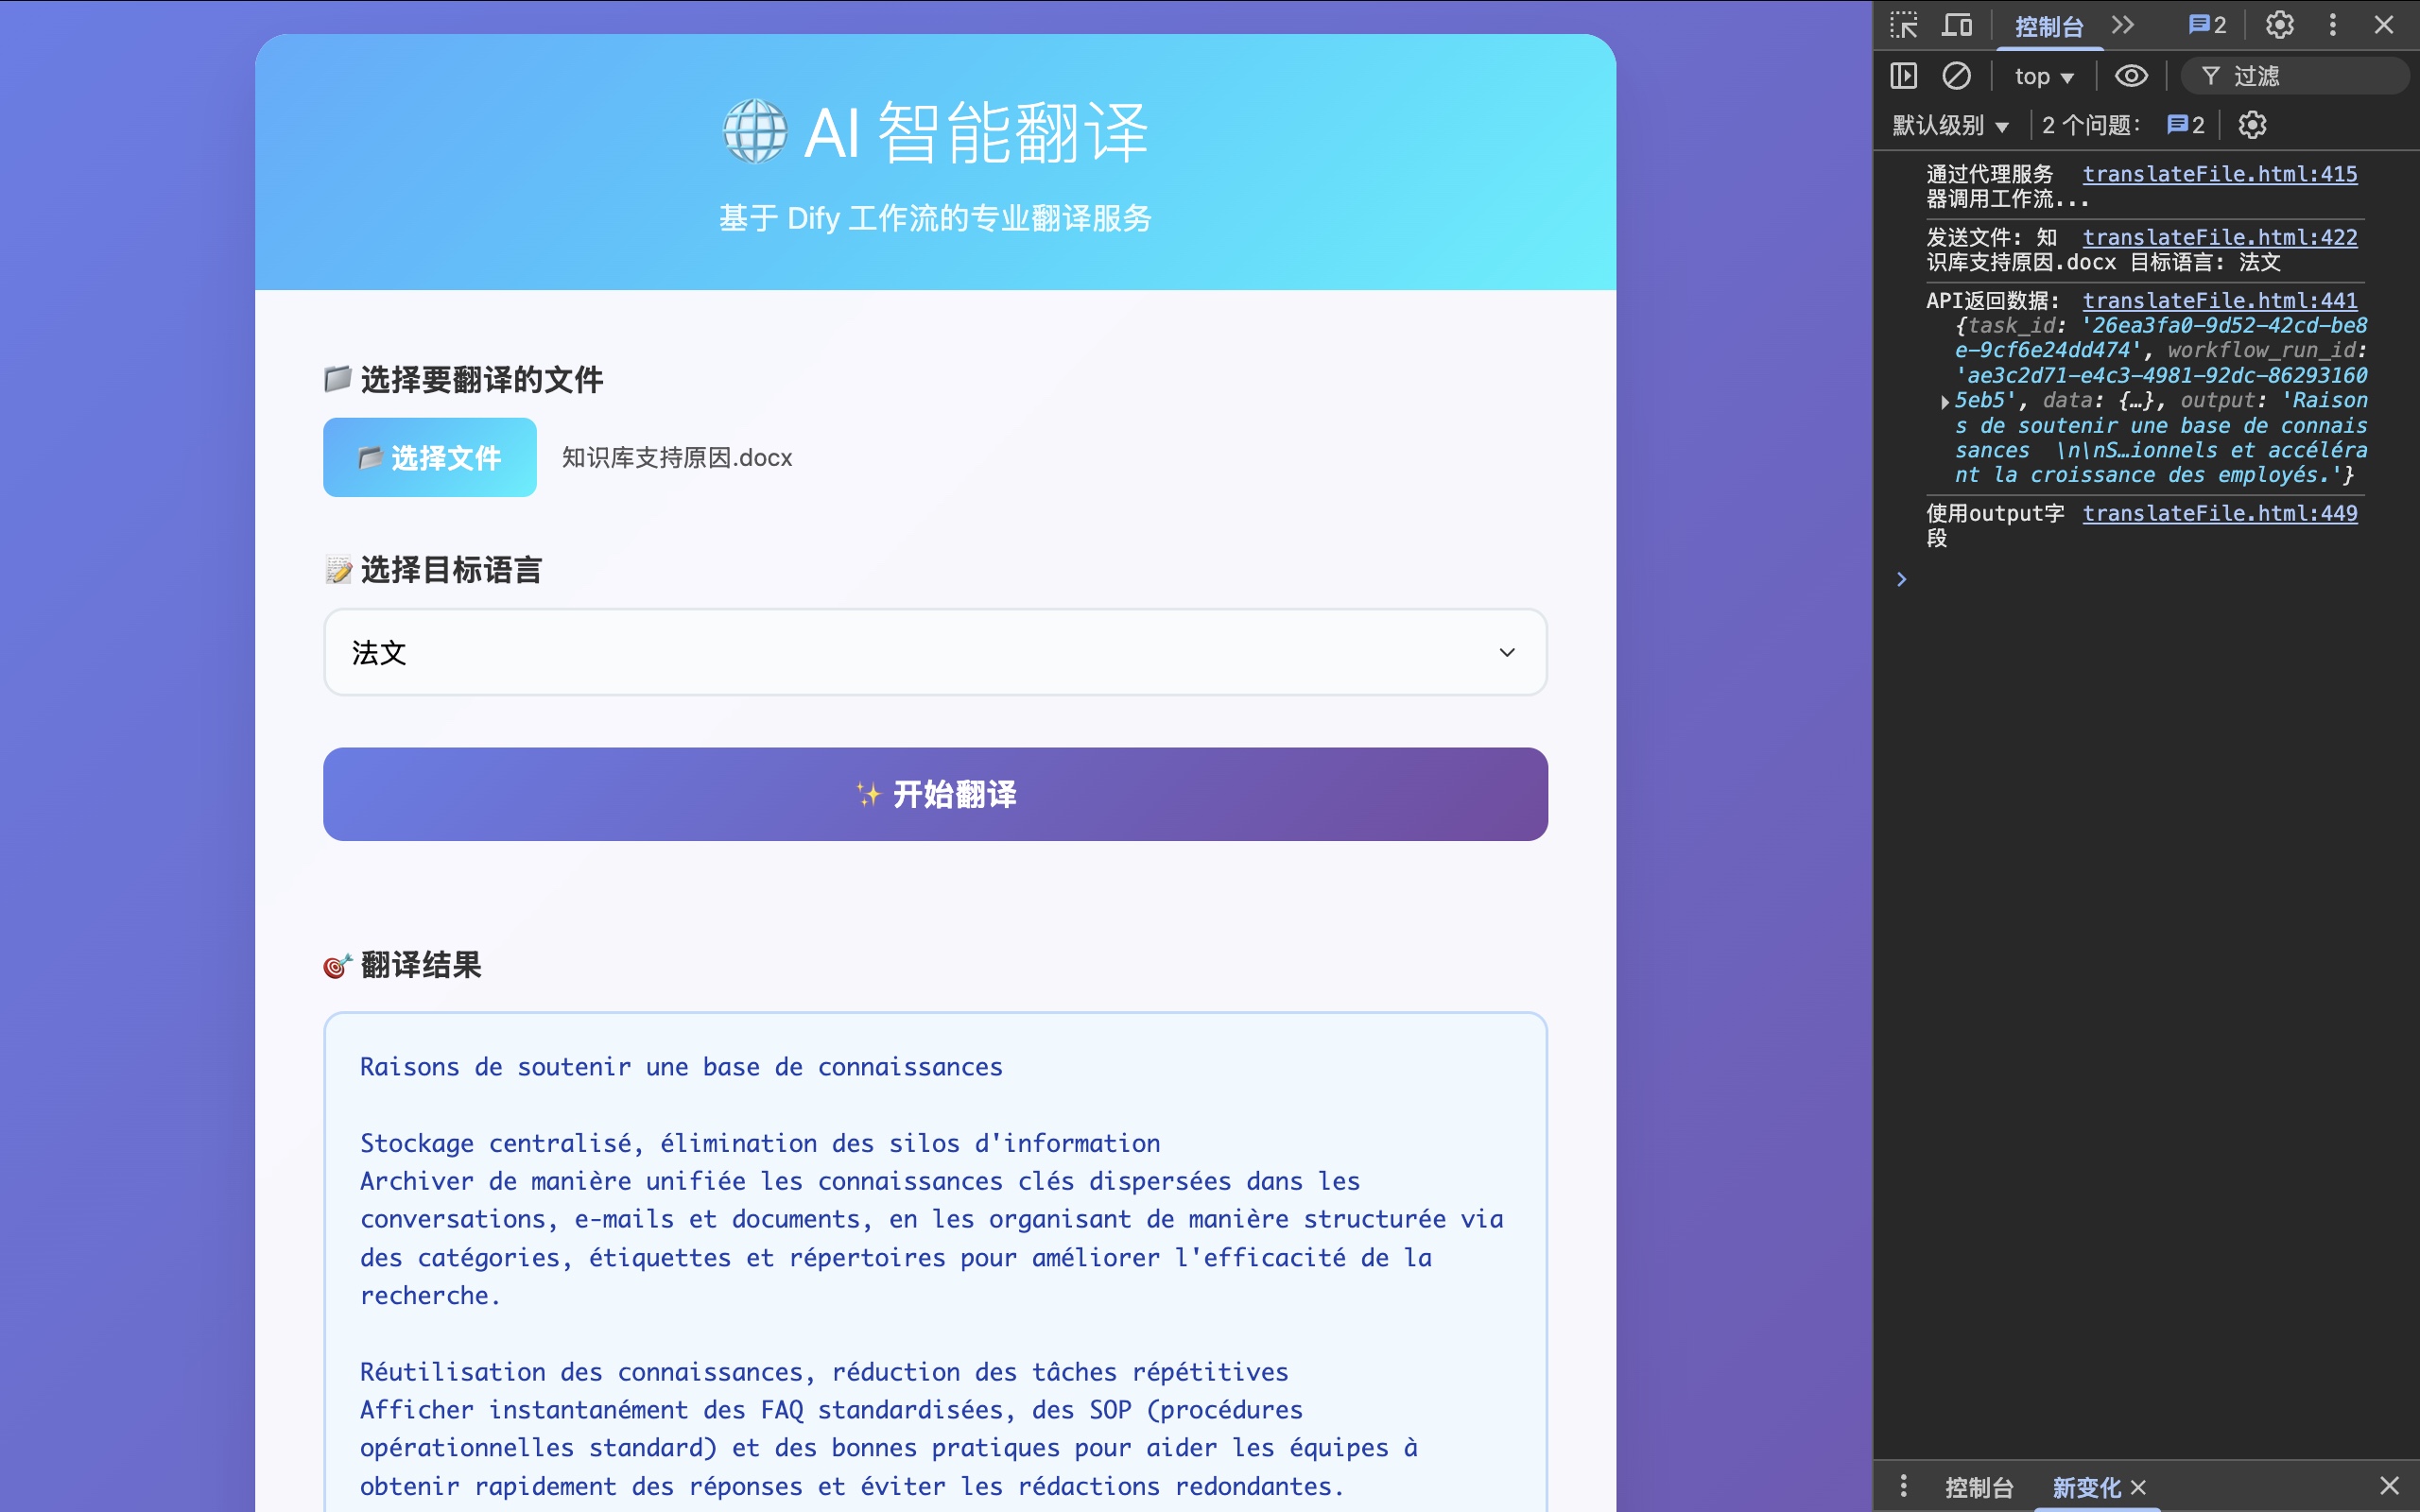 AI 智能翻译
基于 Dify 工作流的专业翻译服务
选择要翻译的文件
选择文件
知识库支持原因.docx
选择目标语言
法文
开始翻译
翻译结果
Raisons de soutenir une base de connaissances
Stockage centralisé, élimination des silos d'information
Archiver de manière unifiée les connaissances clés dispersées dans les
conversations, e-mails et documents, en les organisant de manière structurée via
des catégories, étiquettes et répertoires pour améliorer l'efficacité de la
recherche.
Réutilisation des connaissances, réduction des tâches répétitives
Afficher instantanément des FAQ standardisées, des SOP (procédures
opérationnelles standard) et des bonnes pratiques pour aider les équipes à
obtenir rapidement des réponses et éviter les rédactions redondantes.
控制台
2
top
过滤
默认级别
2 个问题:
2
通过代理服务 translateFile.html:415
器调用工作流...
发送文件: 知 translateFile.html:422
识库支持原因.docx 目标语言: 法文
API返回数据: translateFile.html:441
{task_id: '26ea3fa0-9d52-42cd-be8
e-9cf6e24dd474', workflow_run_id:
'ae3c2d71-e4c3-4981-92dc-86293160
5eb5', data: {…}, output: 'Raison
s de soutenir une base de connais
sances  \n\nS…ionnels et accéléra
nt la croissance des employés.'}
使用output字 translateFile.html:449
段
控制台
新变化